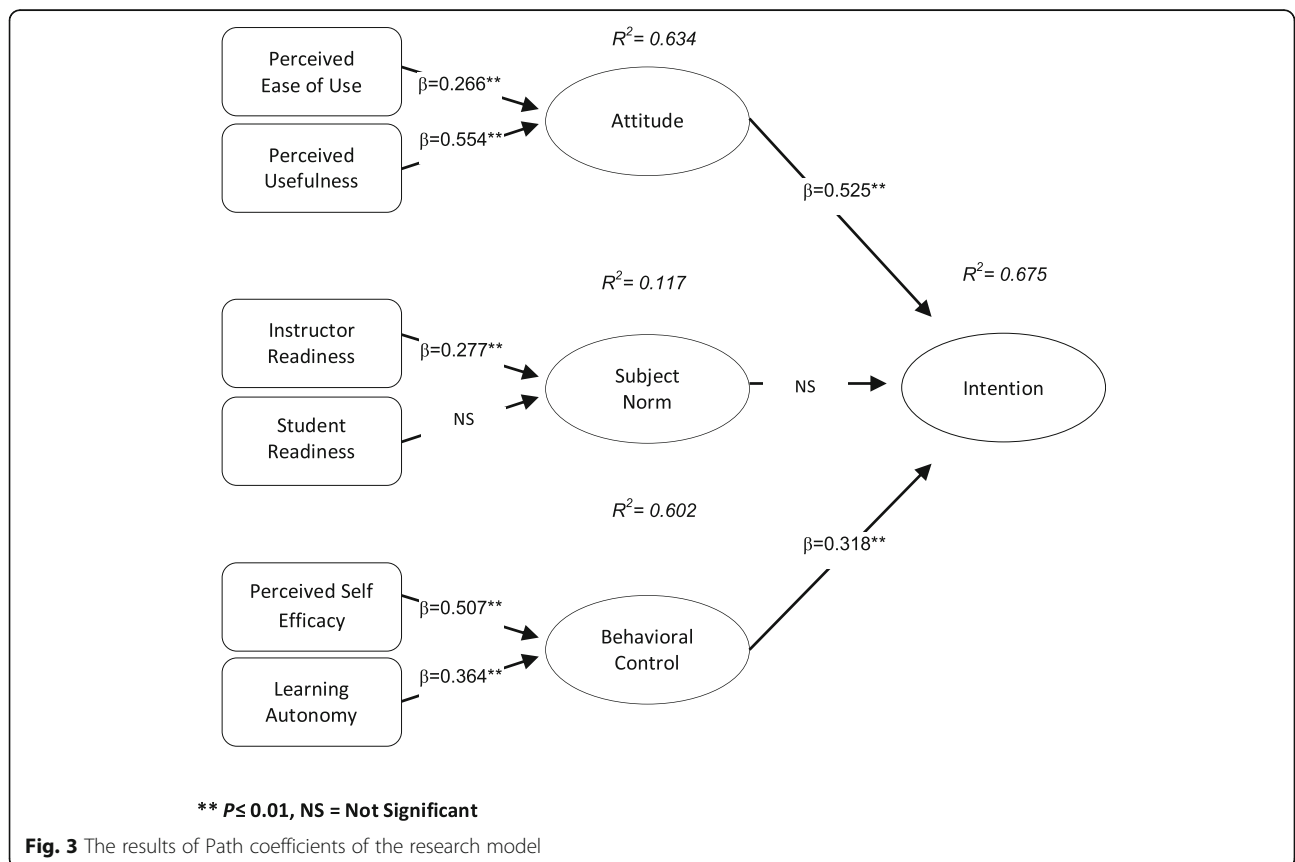 R²= 0.634
Perceived
Ease of Use
β=0.266**
Attitude
β=0.554**
Perceived
Usefulness
β=0.525**
R²= 0.117
R²= 0.675
Instructor
Readiness
β=0.277**
Subject
Norm
NS
Intention
NS
Student
Readiness
R²= 0.602
β=0.318**
Perceived Self
Efficacy
β=0.507**
Behavioral
Control
β=0.364**
Learning
Autonomy
** P≤ 0.01, NS = Not Significant
Fig. 3 The results of Path coefficients of the research model